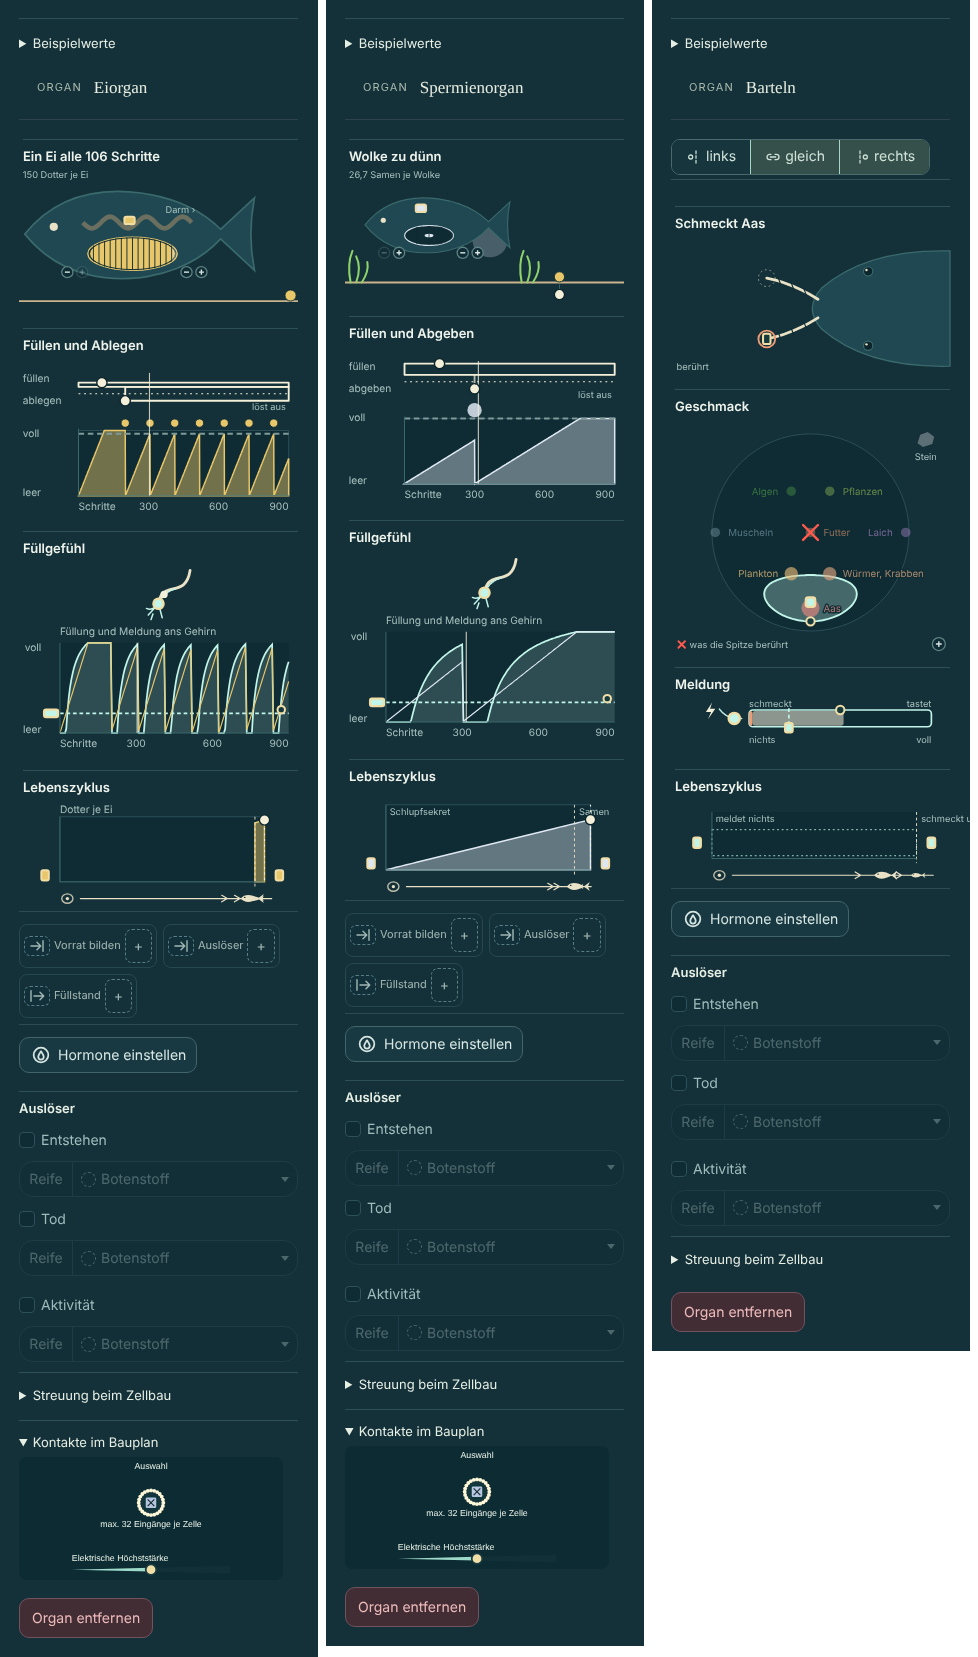 Beispielwerte
ORGAN Eiorgan
Ein Ei alle 106 Schritte
150 Dotter je Ei
Darm ›
Füllen und Ablegen
füllen
ablegen
löst aus
voll
leer
Schritte 300 600 900
Füllgefühl
Füllung und Meldung ans Gehirn
voll
leer
Schritte 300 600 900
Lebenszyklus
Dotter je Ei
Vorrat bilden +
Auslöser +
Füllstand +
Hormone einstellen
Auslöser
Entstehen
Reife Botenstoff
Tod
Reife Botenstoff
Aktivität
Reife Botenstoff
Streuung beim Zellbau
Kontakte im Bauplan
Auswahl
max. 32 Eingänge je Zelle
Elektrische Höchststärke
Organ entfernen
Beispielwerte
ORGAN Spermienorgan
Wolke zu dünn
26,7 Samen je Wolke
Füllen und Abgeben
füllen
abgeben
löst aus
voll
leer
Schritte 300 600 900
Füllgefühl
Füllung und Meldung ans Gehirn
voll
leer
Schritte 300 600 900
Lebenszyklus
Schlupfsekret
Samen
Vorrat bilden +
Auslöser +
Füllstand +
Hormone einstellen
Auslöser
Entstehen
Reife Botenstoff
Tod
Reife Botenstoff
Aktivität
Reife Botenstoff
Streuung beim Zellbau
Kontakte im Bauplan
Auswahl
max. 32 Eingänge je Zelle
Elektrische Höchststärke
Organ entfernen
Beispielwerte
ORGAN Barteln
links gleich rechts
Schmeckt Aas
berührt
Geschmack
Stein
Algen Pflanzen
Muscheln Futter Laich
Plankton Würmer, Krabben
Aas
was die Spitze berührt
Meldung
schmeckt tastet
nichts voll
Lebenszyklus
meldet nichts schmeckt u
Hormone einstellen
Auslöser
Entstehen
Reife Botenstoff
Tod
Reife Botenstoff
Aktivität
Reife Botenstoff
Streuung beim Zellbau
Organ entfernen